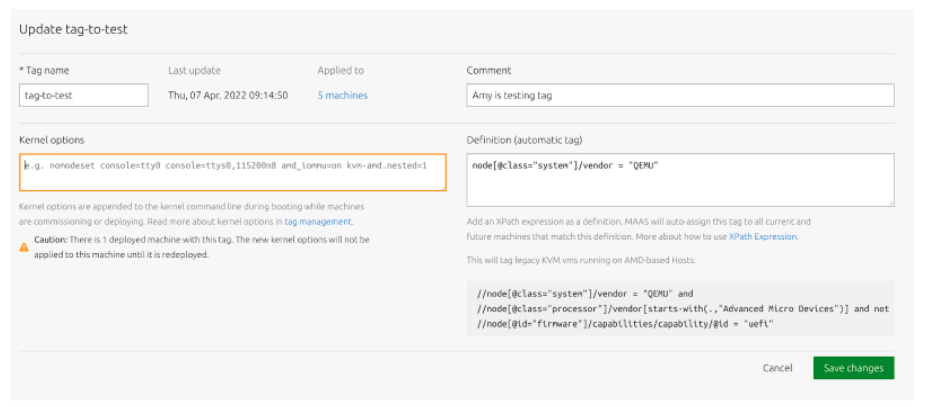 Update tag-to-test
* Tag name
Last update
Applied to
Comment
tag-to-test
Thu, 07 Apr. 2022 09:14:50
5 machines
Amy is testing tag
Kernel options
e.g. nomodeset console=tty0 console=ttys0,115200n8 amd_iommu=on kvm-amd.nested=1
Kernel options are appended to the kernel command line during booting while machines
are commissioning or deploying. Read more about kernel options in tag management.
Caution: There is 1 deployed machine with this tag. The new kernel options will not be
applied to this machine until it is redeployed.
Definition (automatic tag)
node[@class="system"]/vendor = "QEMU"
Add an XPath expression as a definition. MAAS will auto-assign this tag to all current and
future machines that match this definition. More about how to use XPath Expression.
This will tag legacy KVM vms running on AMD-based Hosts:
//node[@class="system"]/vendor = "QEMU" and
//node[@class="processor"]/vendor[starts-with(.,"Advanced Micro Devices")] and not
//node[@id="firmware"]/capabilities/capability/@id = "uefi"
Cancel
Save changes